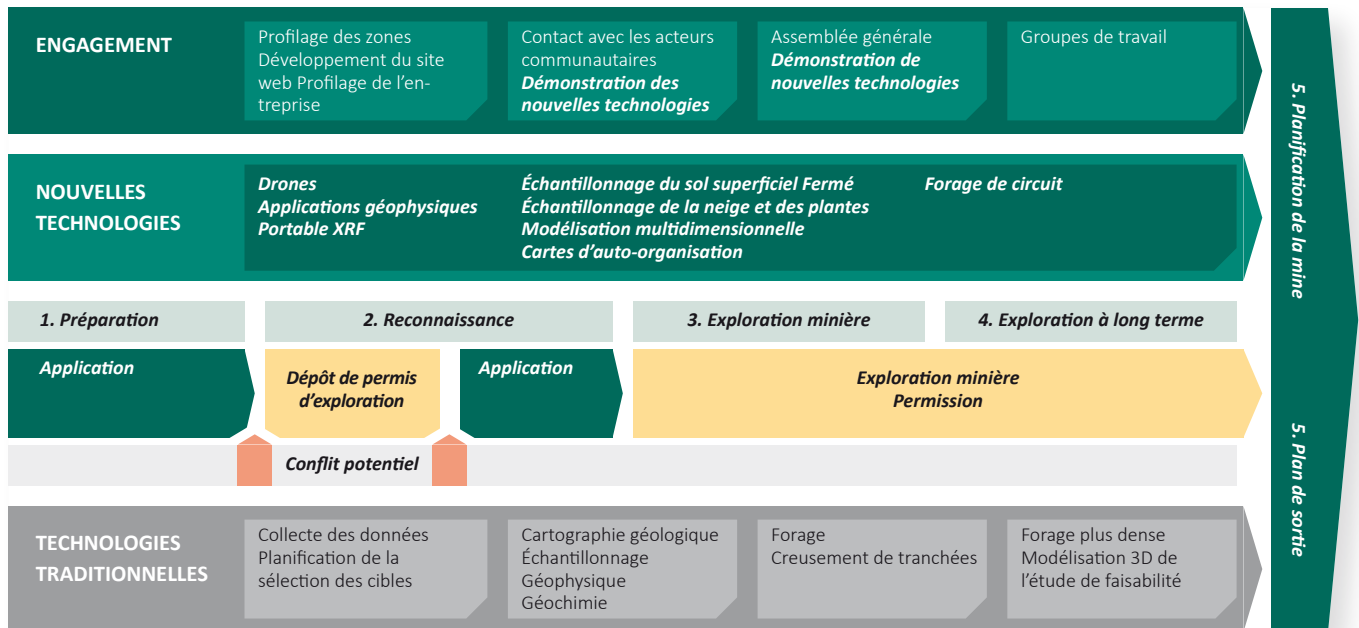 ENGAGEMENT
Profilage des zones
Développement du site
web Profilage de l'en-
treprise
Contact avec les acteurs
communautaires
Démonstration des
nouvelles technologies
Assemblée générale
Démonstration de
nouvelles technologies
Groupes de travail
NOUVELLES
TECHNOLOGIES
Drones
Applications géophysiques
Portable XRF
Échantillonnage du sol superficiel Fermé
Échantillonnage de la neige et des plantes
Modélisation multidimensionnelle
Cartes d'auto-organisation
Forage de circuit
1. Préparation
2. Reconnaissance
3. Exploration minière
4. Exploration à long terme
Application
Dépôt de permis
d'exploration
Application
Exploration minière
Permission
Conflit potentiel
TECHNOLOGIES
TRADITIONNELLES
Collecte des données
Planification de la
sélection des cibles
Cartographie géologique
Échantillonnage
Géophysique
Géochimie
Forage
Creusement de tranchées
Forage plus dense
Modélisation 3D de
l'étude de faisabilité
5. Planification de la mine
5. Plan de sortie